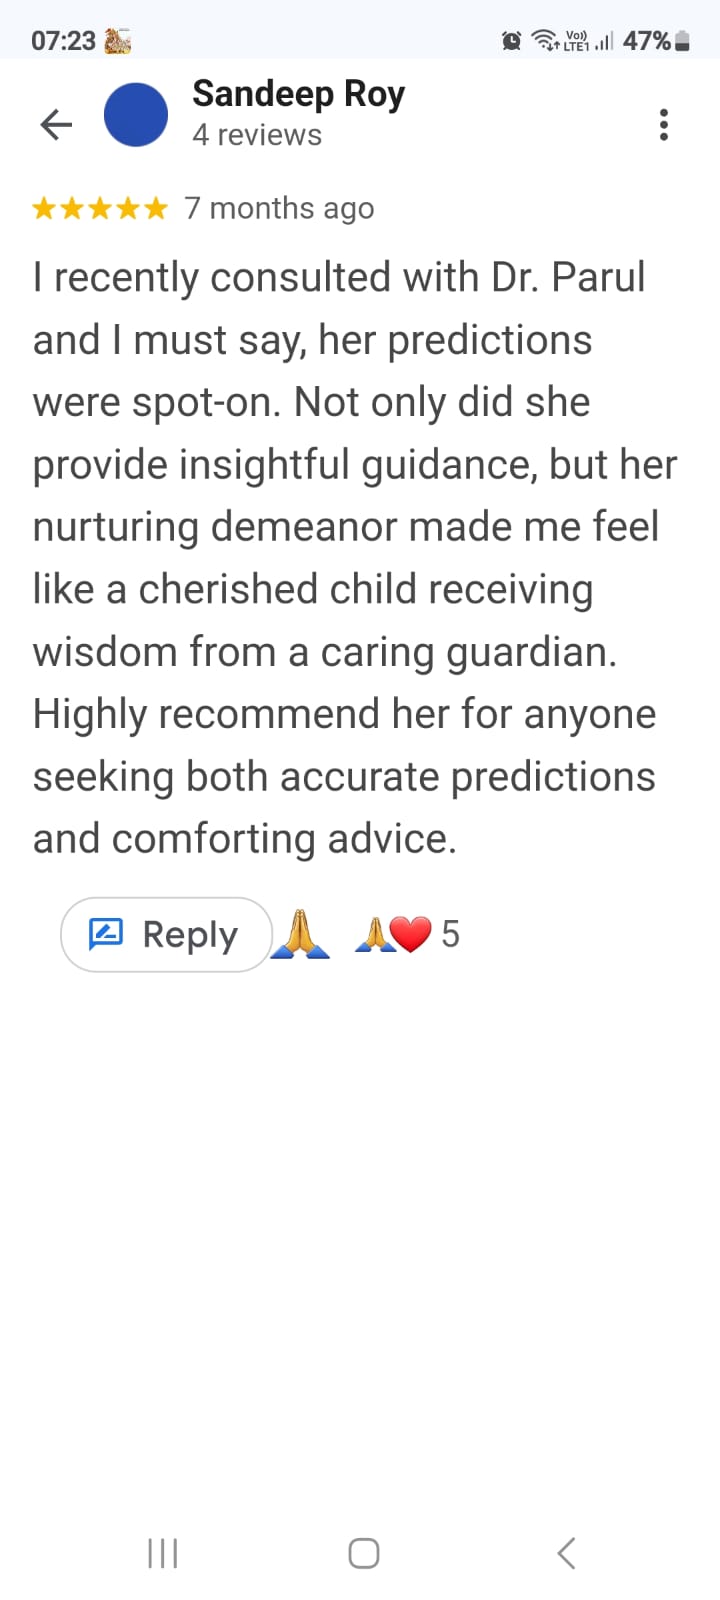 07:23 Vo)) LTE1 47%
Sandeep Roy
4 reviews
7 months ago
I recently consulted with Dr. Parul
and I must say, her predictions
were spot-on. Not only did she
provide insightful guidance, but her
nurturing demeanor made me feel
like a cherished child receiving
wisdom from a caring guardian.
Highly recommend her for anyone
seeking both accurate predictions
and comforting advice.
Reply 5